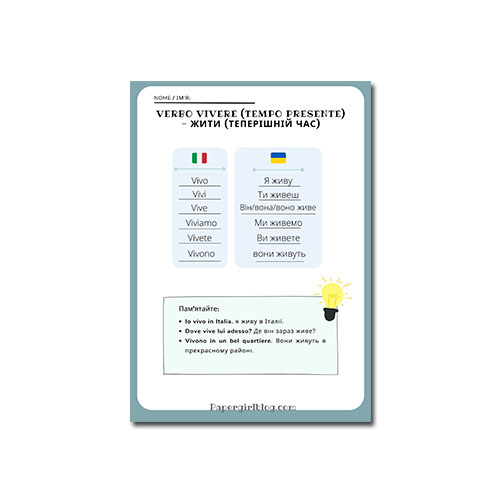 NOME / ІМ'Я:
VERBO VIVERE (TEMPO PRESENTE)
– ЖИТИ (ТЕПЕРІШНІЙ ЧАС)
Vivo
Vivi
Vive
Viviamo
Vivete
Vivono
Я живу
Ти живеш
Він/вона/воно живе
Ми живемо
Ви живете
вони живуть
Пам'ятайте:
• Io vivo in Italia. я живу в Італії.
• Dove vive lui adesso? Де він зараз живе?
• Vivono in un bel quartiere. Вони живуть в
прекрасному районі.
Papergirlblog.com